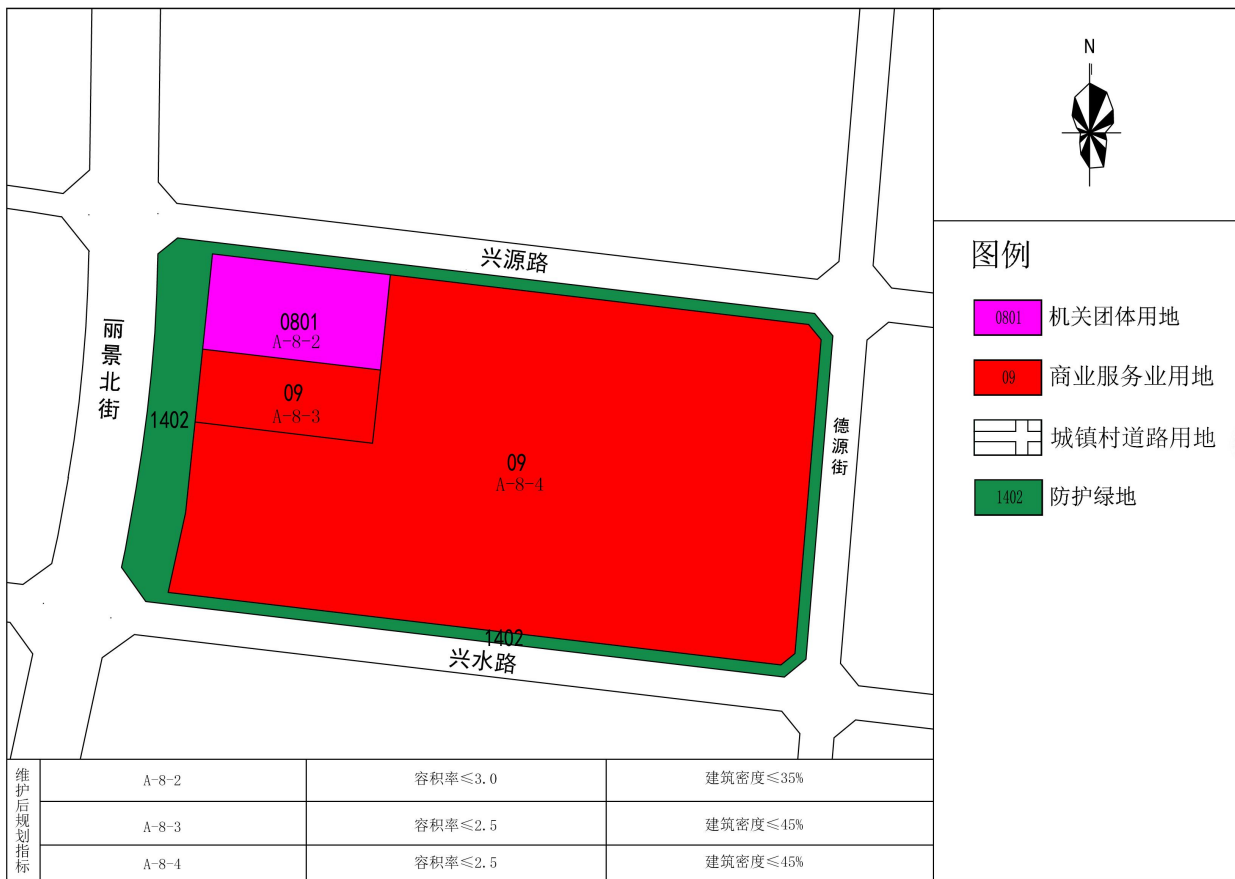 N
兴源路
丽景北街
0801
A-8-2
09
A-8-3
1402
09
A-8-4
德源街
1402
兴水路
图例
0801 机关团体用地
09 商业服务业用地
城镇村道路用地
1402 防护绿地
维护后规划指标
A-8-2 容积率≤3.0 建筑密度≤35%
A-8-3 容积率≤2.5 建筑密度≤45%
A-8-4 容积率≤2.5 建筑密度≤45%